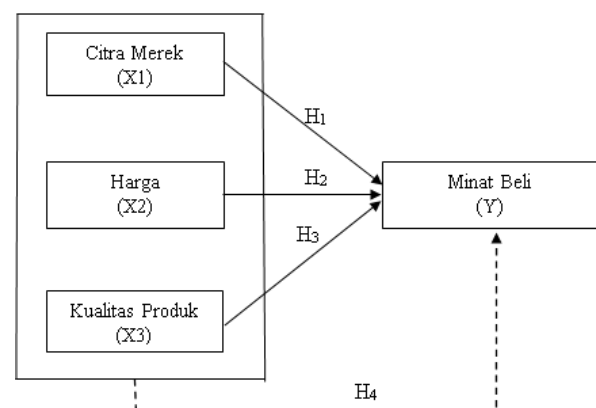 Citra Merek
(X1)
H1
Harga
(X2)
H2
Minat Beli
(Y)
H3
Kualitas Produk
(X3)
H4